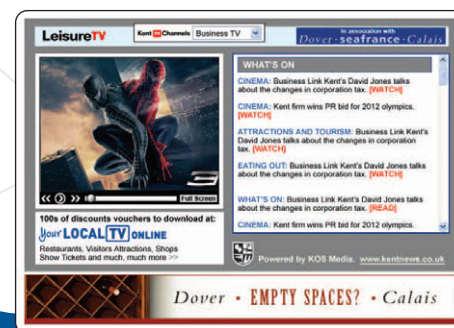 LeisureTV
Kent TV Channels Business TV
In association with
Dover · seafrance · Calais
WHAT'S ON
CINEMA: Business Link Kent's David Jones talks
about the changes in corporation tax. [WATCH]
CINEMA: Kent firm wins PR bid for 2012 olympics.
[WATCH]
ATTRACTIONS AND TOURISM: Business Link Kent's
David Jones talks about the changes in corporation
tax. [WATCH]
EATING OUT: Business Link Kent's David Jones talks
about the changes in corporation tax. [WATCH]
WHAT'S ON: Business Link Kent's David Jones talks
about the changes in corporation tax. [READ]
CINEMA: Kent firm wins PR bid for 2012 olympics.
Full Screen
100s of discounts vouchers to download at:
Your LOCAL TV ONLINE
Restaurants, Visitors Attractions, Shops
Show Tickets and much, much more >>
Powered by KOS Media. www.kentnews.co.uk
Dover · EMPTY SPACES? · Calais